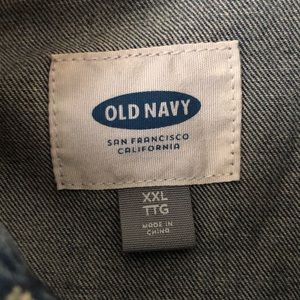 OLD NAVY
SAN FRANCISCO
CALIFORNIA
XXL
TTG
MADE IN
CHINA